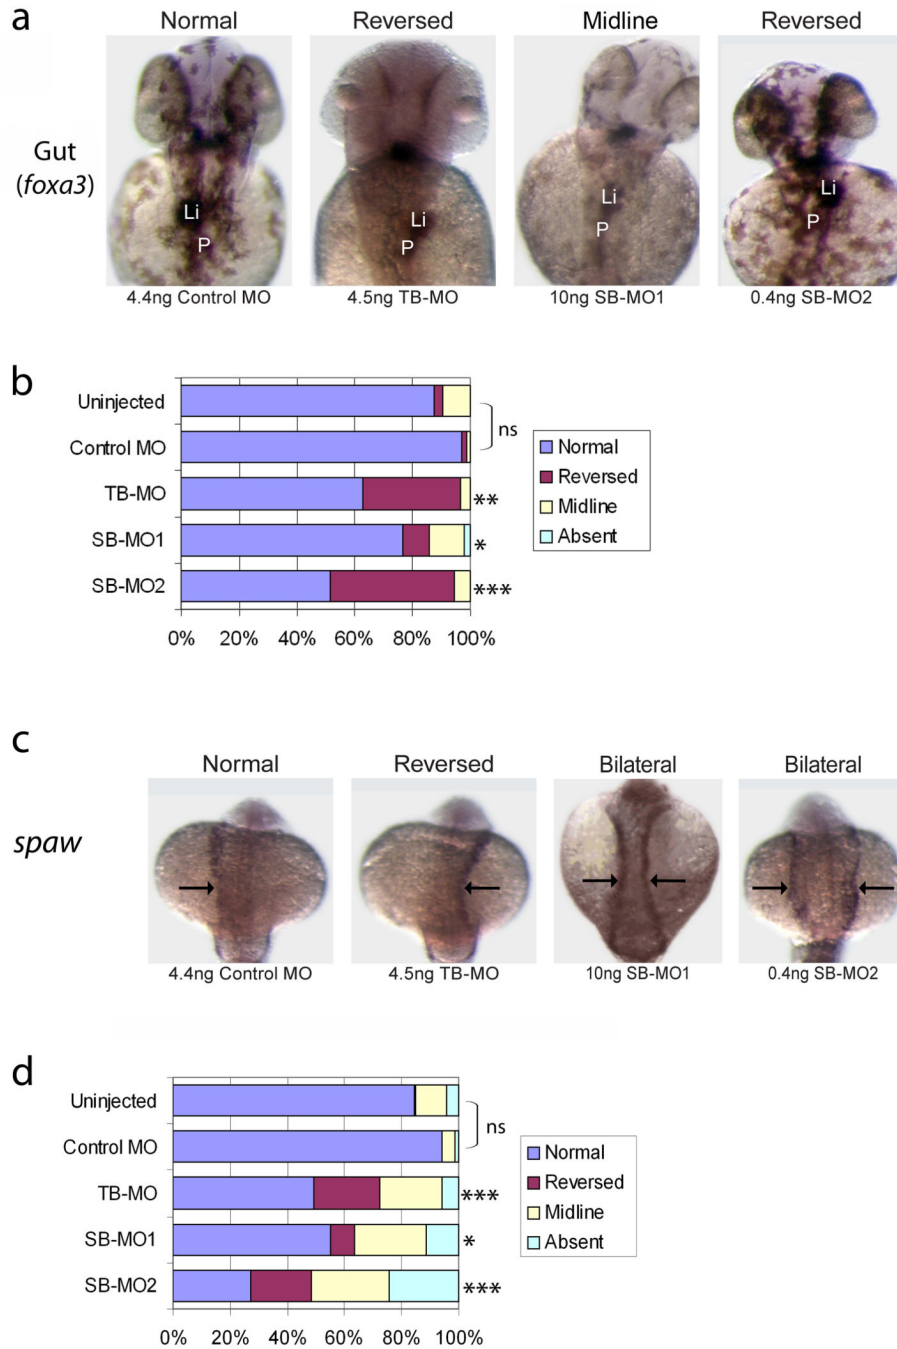 a
Normal Reversed Midline Reversed
Gut
(foxa3)
Li Li Li Li
P P P P
4.4ng Control MO 4.5ng TB-MO 10ng SB-MO1 0.4ng SB-MO2
b
Uninjected
ns
Control MO
TB-MO **
SB-MO1 *
SB-MO2 ***
0% 20% 40% 60% 80% 100%
Normal
Reversed
Midline
Absent
c
Normal Reversed Bilateral Bilateral
spaw
4.4ng Control MO 4.5ng TB-MO 10ng SB-MO1 0.4ng SB-MO2
d
Uninjected
ns
Control MO
TB-MO ***
SB-MO1 *
SB-MO2 ***
0% 20% 40% 60% 80% 100%
Normal
Reversed
Midline
Absent